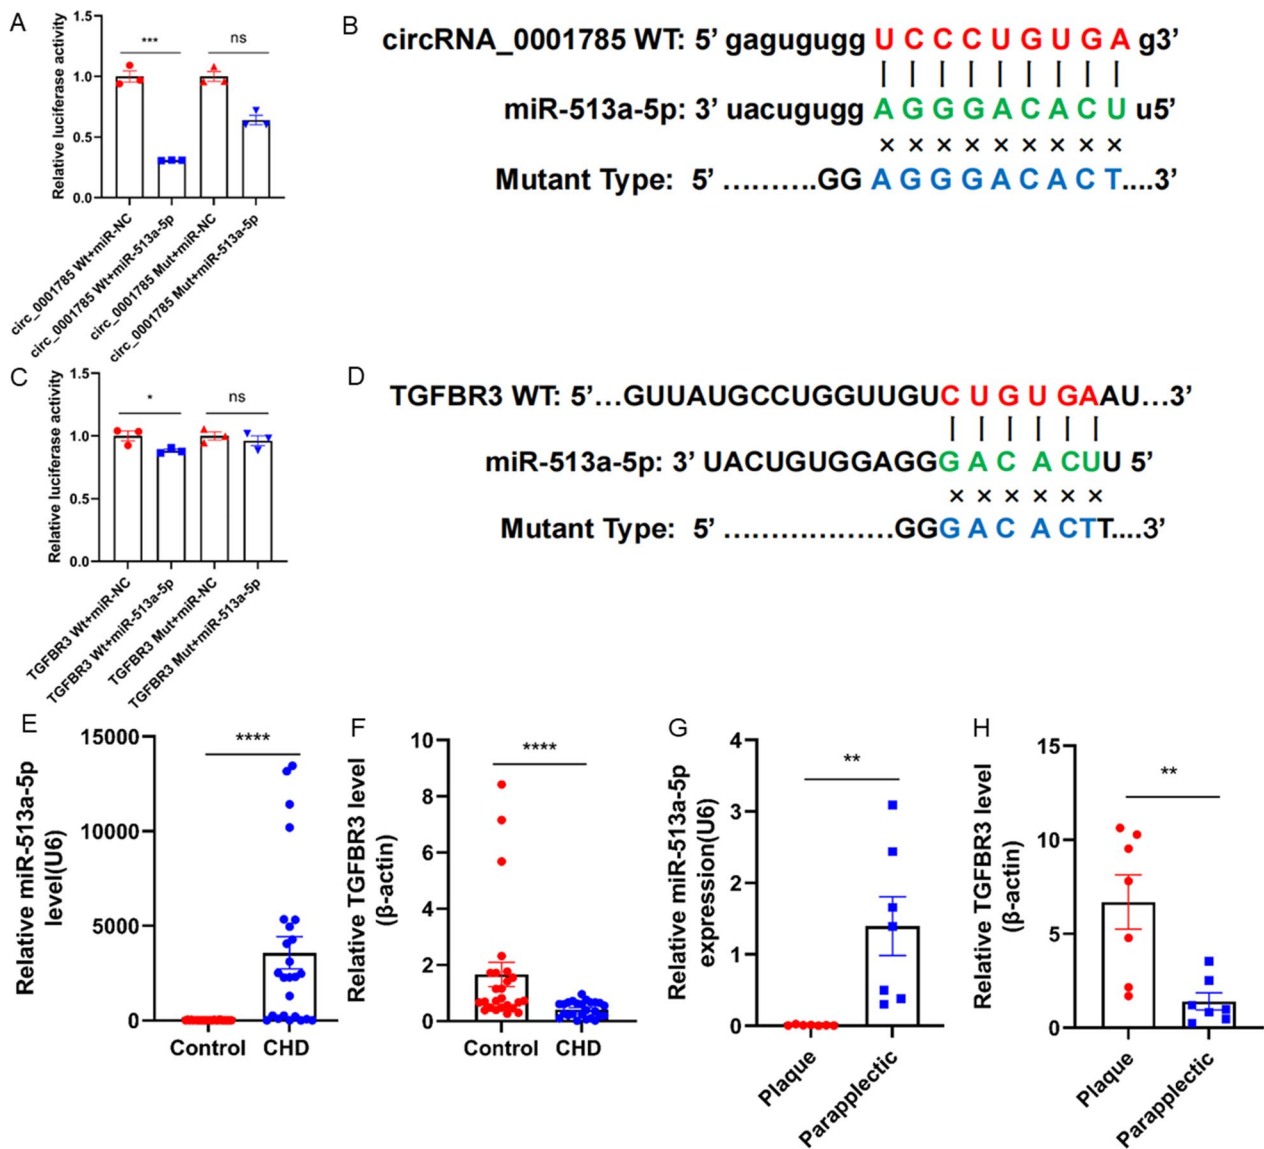 A
Relative luciferase activity
1.5
1.0
0.5
0.0
***
ns
circ_0001785 Wt+miR-NC
circ_0001785 Wt+miR-513a-5p
circ_0001785 Mut+miR-NC
circ_0001785 Mut+miR-513a-5p
B
circRNA_0001785 WT: 5’ gagugugg U C C C U G U G A g3’
| | | | | | | | |
miR-513a-5p: 3’ uacugugg A G G G A C A C U u5’
× × × × × × × × ×
Mutant Type: 5’ ..........GG A G G G A C A C T....3’
C
Relative luciferase activity
1.5
1.0
0.5
0.0
*
ns
TGFBR3 Wt+miR-NC
TGFBR3 Wt+miR-513a-5p
TGFBR3 Mut+miR-NC
TGFBR3 Mut+miR-513a-5p
D
TGFBR3 WT: 5’...GUUAUGCCUGGUUGUC U G U GAAU...3’
| | | | | |
miR-513a-5p: 3’ UACUGUGGAGGG A C A CUU 5’
× × × × × ×
Mutant Type: 5’ ..................GGG A C A CTT....3’
E
Relative miR-513a-5p
level(U6)
15000
10000
5000
0
****
Control
CHD
F
Relative TGFBR3 level
(β-actin)
10
8
6
4
2
0
****
Control
CHD
G
Relative miR-513a-5p
expression(U6)
4
3
2
1
0
**
Plaque
Parapplectic
H
Relative TGFBR3 level
(β-actin)
15
10
5
0
**
Plaque
Parapplectic